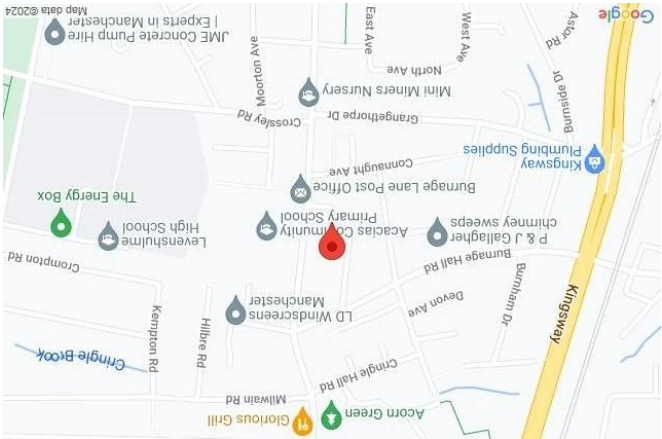 Acorn Green
Glorious Grill
Milwain Rd
Cringle Hall Rd
Cringle Brook
Kingsway
Burnham Dr
Devon Ave
LD Windscreens
Manchester
Hilbre Rd
Kempton Rd
Burnage Hall Rd
Crompton Rd
P & J Gallagher
chimney sweeps
Acacias Community
Primary School
Levenshulme
High School
The Energy Box
Burnage Lane Post Office
Connaught Ave
Kingsway
Plumbing Supplies
Grangethorpe Dr
Crossley Rd
Mini Miners Nursery
Burnside Dr
North Ave
Moorton Ave
Astor Rd
West Ave
East Ave
JME Concrete Pump Hire
| Experts in Manchester
Google
Map data ©2024